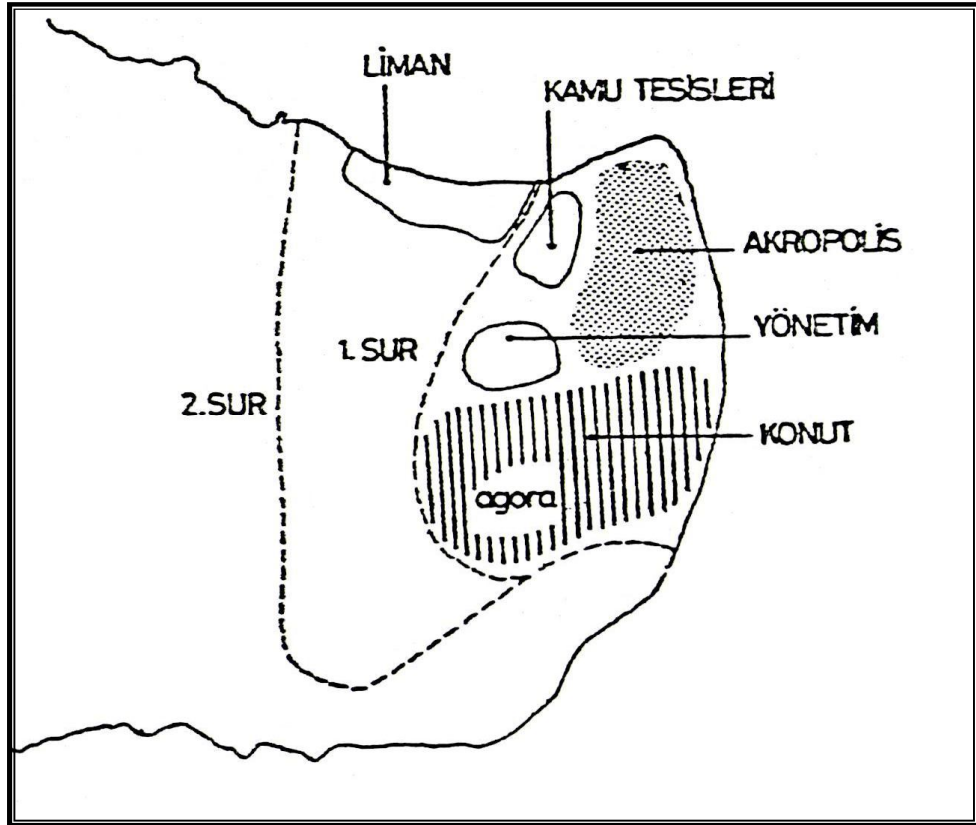 LİMAN
KAMU TESİSLERİ
AKROPOLİS
YÖNETİM
1. SUR
2. SUR
KONUT
agora